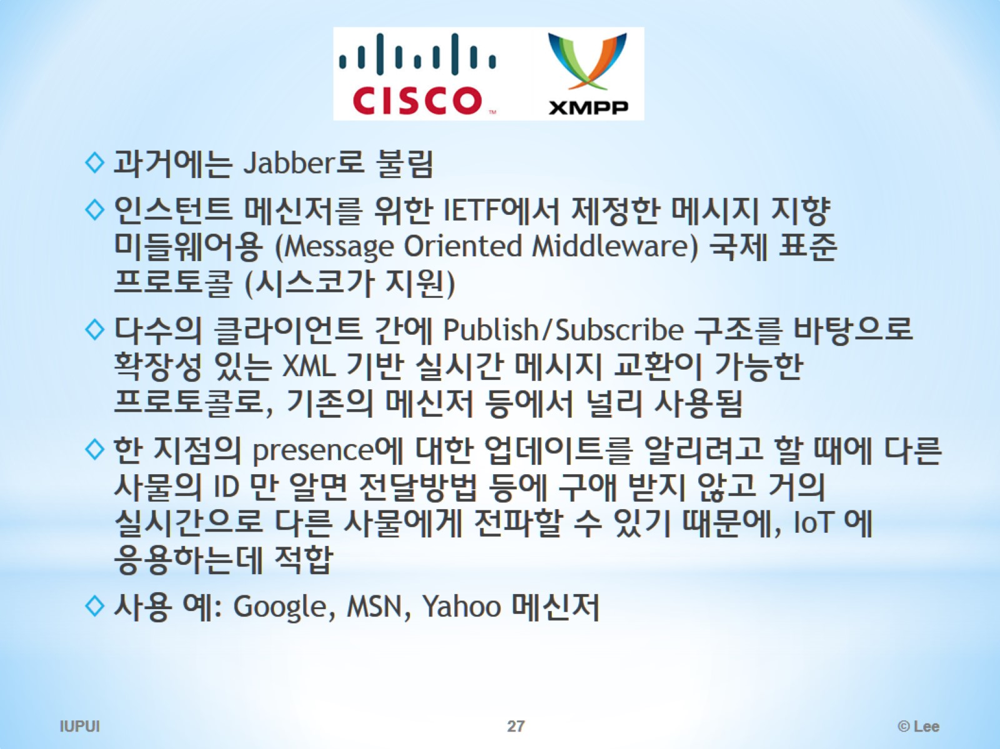 CISCO™
XMPP
◇ 과거에는 Jabber로 불림
◇ 인스턴트 메신저를 위한 IETF에서 제정한 메시지 지향
미들웨어용 (Message Oriented Middleware) 국제 표준
프로토콜 (시스코가 지원)
◇ 다수의 클라이언트 간에 Publish/Subscribe 구조를 바탕으로
확장성 있는 XML 기반 실시간 메시지 교환이 가능한
프로토콜로, 기존의 메신저 등에서 널리 사용됨
◇ 한 지점의 presence에 대한 업데이트를 알리려고 할 때에 다른
사물의 ID 만 알면 전달방법 등에 구애 받지 않고 거의
실시간으로 다른 사물에게 전파할 수 있기 때문에, IoT 에
응용하는데 적합
◇ 사용 예: Google, MSN, Yahoo 메신저
IUPUI
27
© Lee